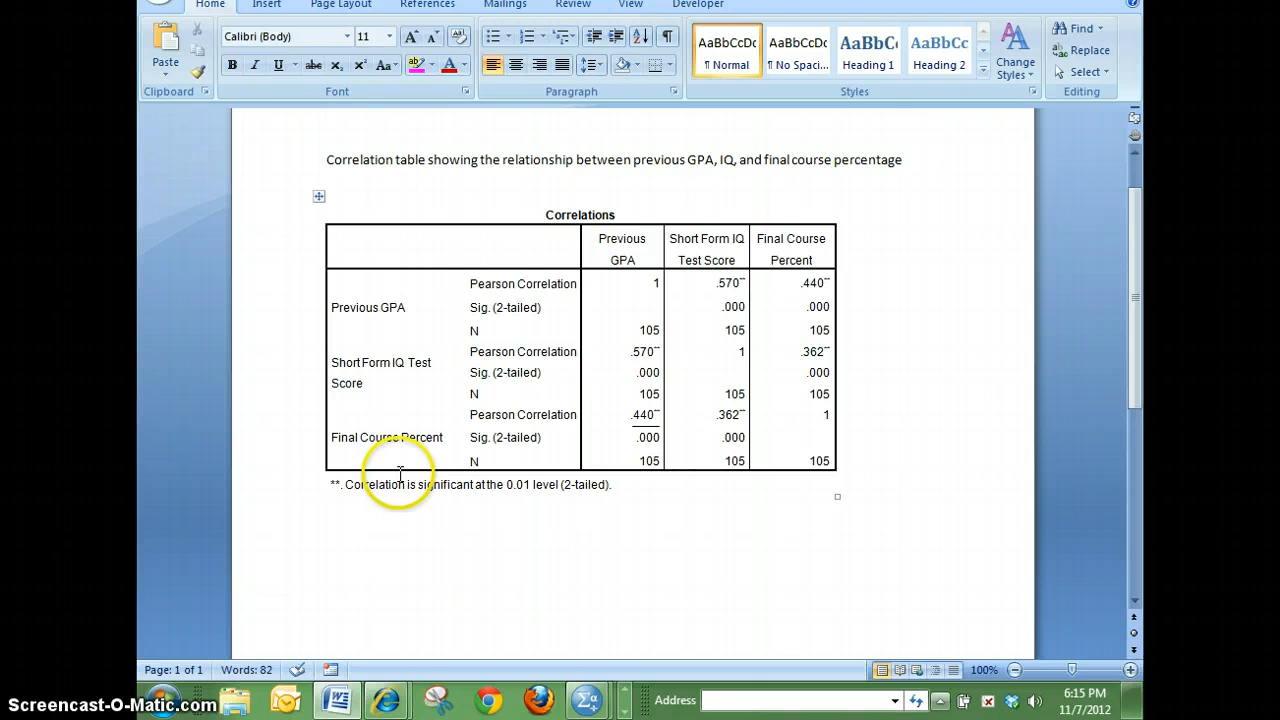 Home Insert Page Layout References Mailings Review View Developer
Calibri (Body) 11
Paste
B I U abc x₂ x² Aa ab A
AaBbCcDc AaBbCcDc AaBbC AaBbCc
¶ Normal ¶ No Spaci... Heading 1 Heading 2
Change
Styles
Find
Replace
Select
Clipboard Font Paragraph Styles Editing
Correlation table showing the relationship between previous GPA, IQ, and final course percentage
Correlations
Previous GPA Short Form IQ Test Score Final Course Percent
Previous GPA Pearson Correlation 1 .570** .440**
Sig. (2-tailed) .000 .000
N 105 105 105
Short Form IQ Test Score Pearson Correlation .570** 1 .362**
Sig. (2-tailed) .000 .000
N 105 105 105
Final Course Percent Pearson Correlation .440** .362** 1
Sig. (2-tailed) .000 .000
N 105 105 105
**. Correlation is significant at the 0.01 level (2-tailed).
Page: 1 of 1 Words: 82 100%
Screencast-O-Matic.com Address 6:15 PM
11/7/2012